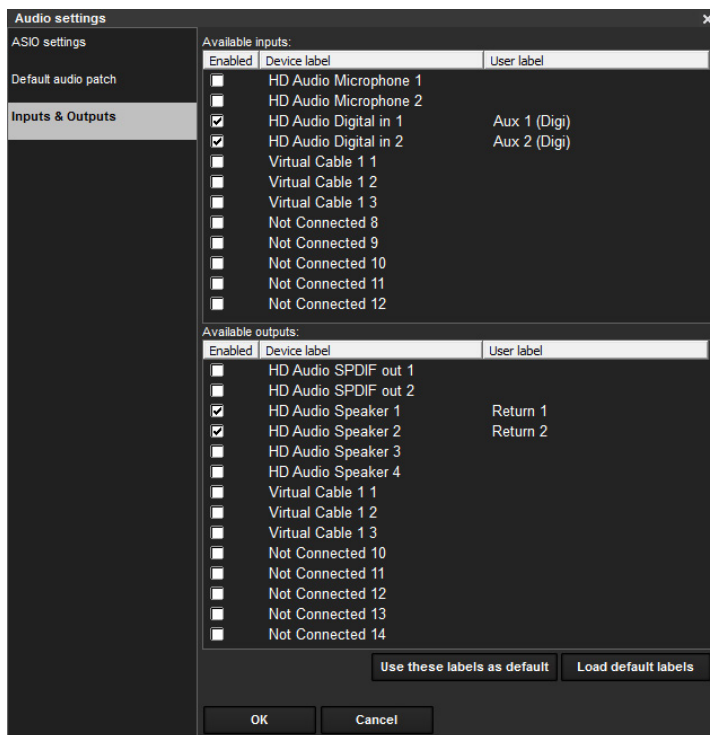 Audio settings
ASIO settings
Default audio patch
Inputs & Outputs
Available inputs:
Enabled Device label User label
HD Audio Microphone 1
HD Audio Microphone 2
HD Audio Digital in 1 Aux 1 (Digi)
HD Audio Digital in 2 Aux 2 (Digi)
Virtual Cable 1 1
Virtual Cable 1 2
Virtual Cable 1 3
Not Connected 8
Not Connected 9
Not Connected 10
Not Connected 11
Not Connected 12
Available outputs:
Enabled Device label User label
HD Audio SPDIF out 1
HD Audio SPDIF out 2
HD Audio Speaker 1 Return 1
HD Audio Speaker 2 Return 2
HD Audio Speaker 3
HD Audio Speaker 4
Virtual Cable 1 1
Virtual Cable 1 2
Virtual Cable 1 3
Not Connected 10
Not Connected 11
Not Connected 12
Not Connected 13
Not Connected 14
Use these labels as default Load default labels
OK Cancel